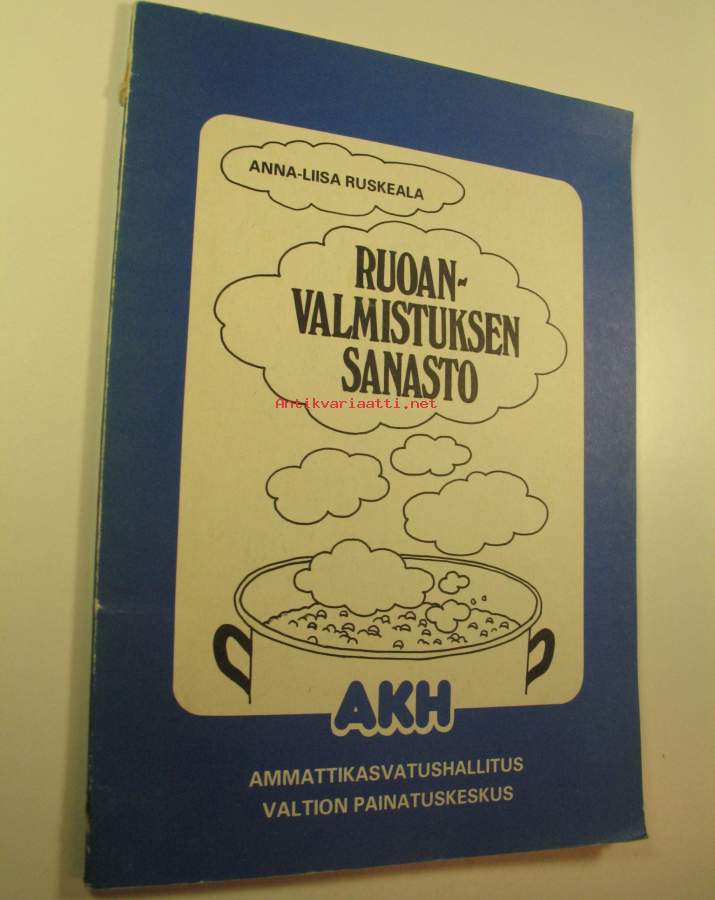 ANNA-LIISA RUSKEALA
RUOAN-
VALMISTUKSEN
SANASTO
Antikvariaatti.net
AKH
AMMATTIKASVATUSHALLITUS
VALTION PAINATUSKESKUS